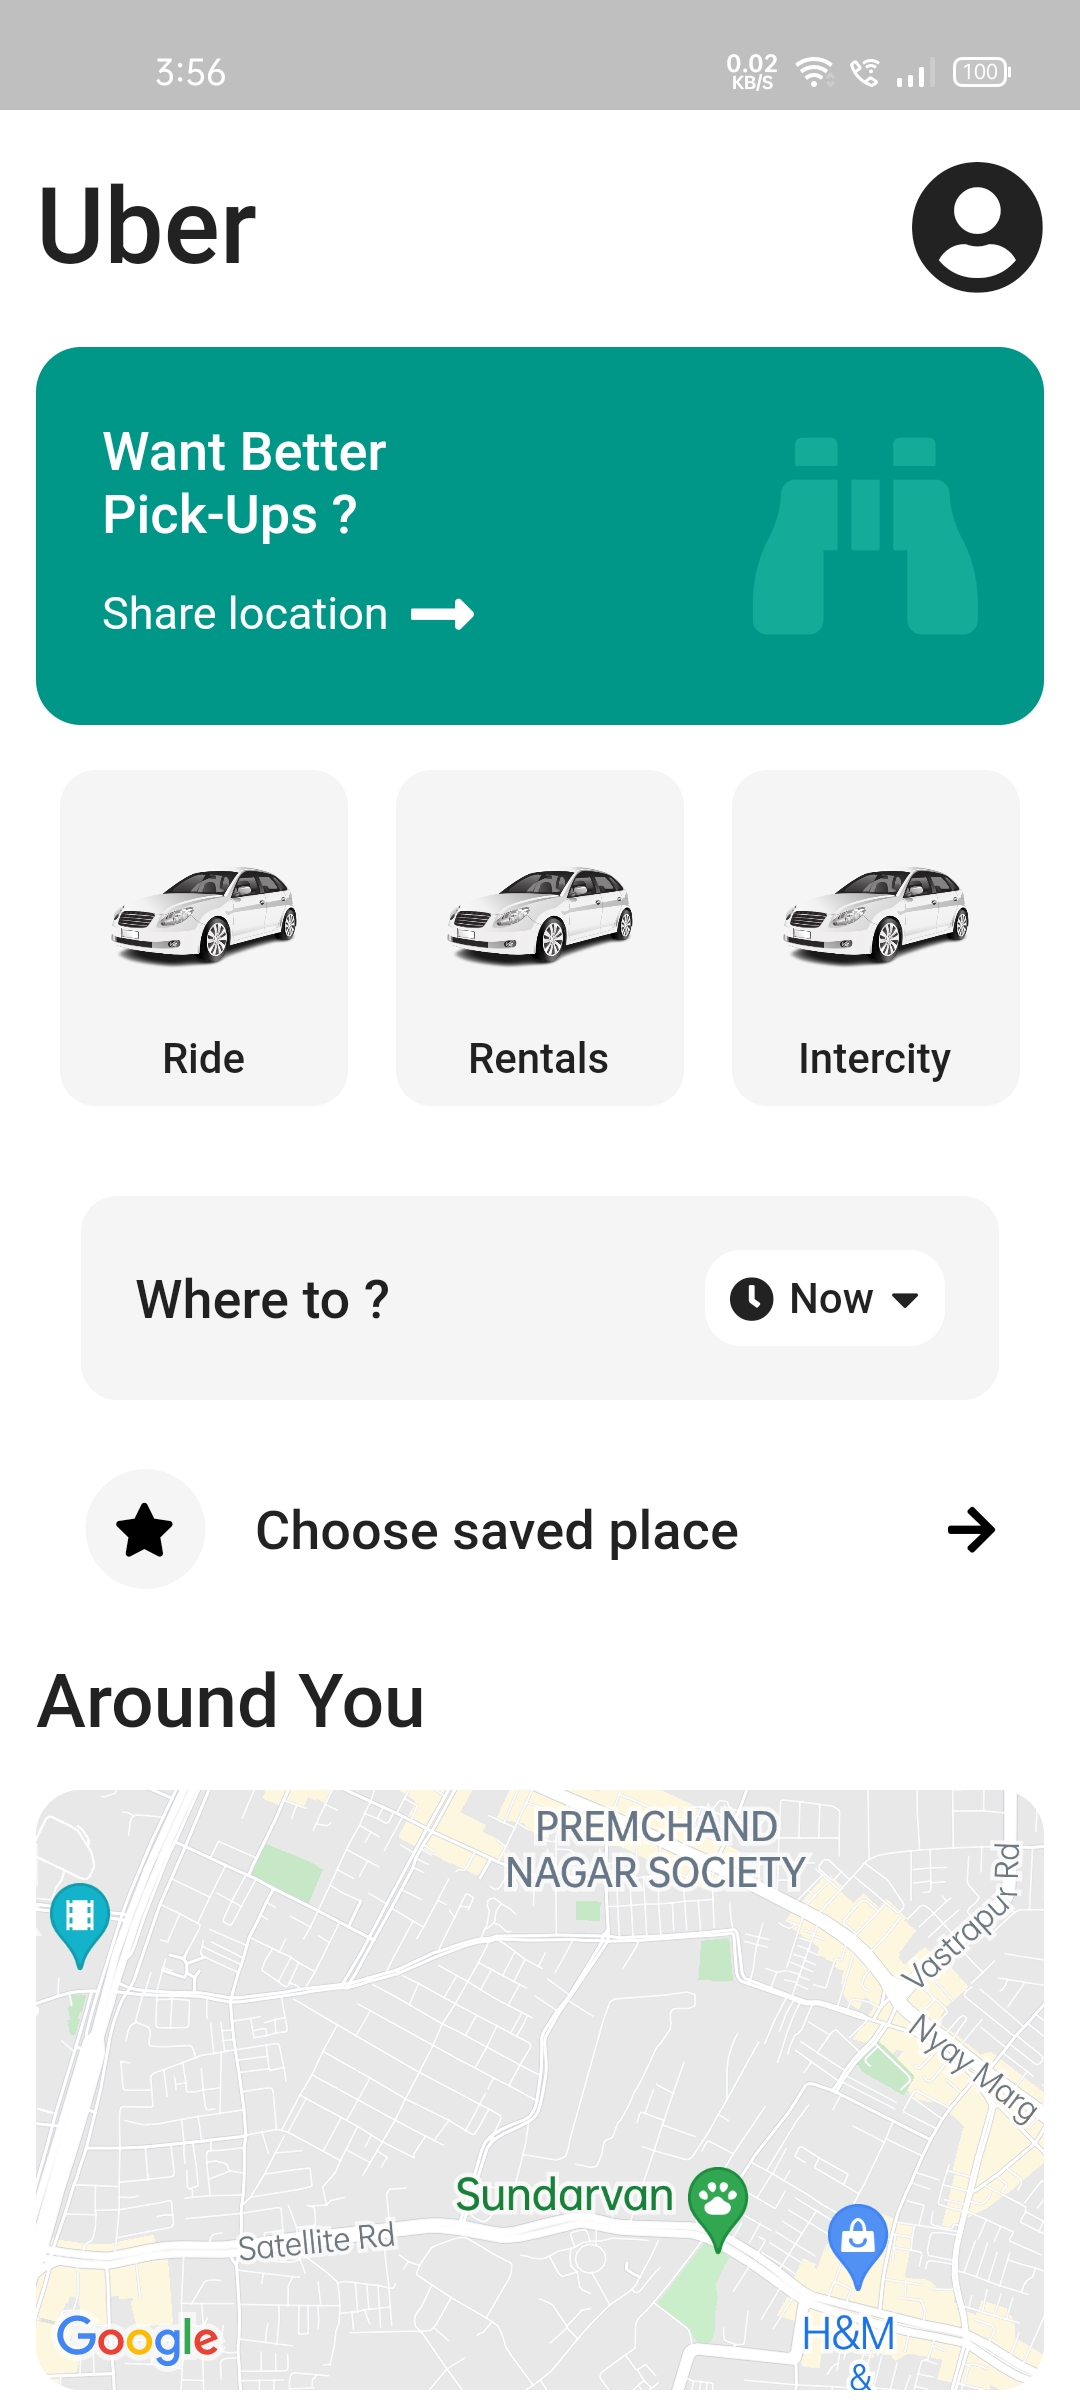 3:56
0.02
KB/S
100
Uber
Want Better
Pick-Ups ?
Share location
Ride
Rentals
Intercity
Where to ?
Now
Choose saved place
Around You
PREMCHAND
NAGAR SOCIETY
Vastrapur Rd
Nyay Marg
Sundarvan
Satellite Rd
Google
H&M
&